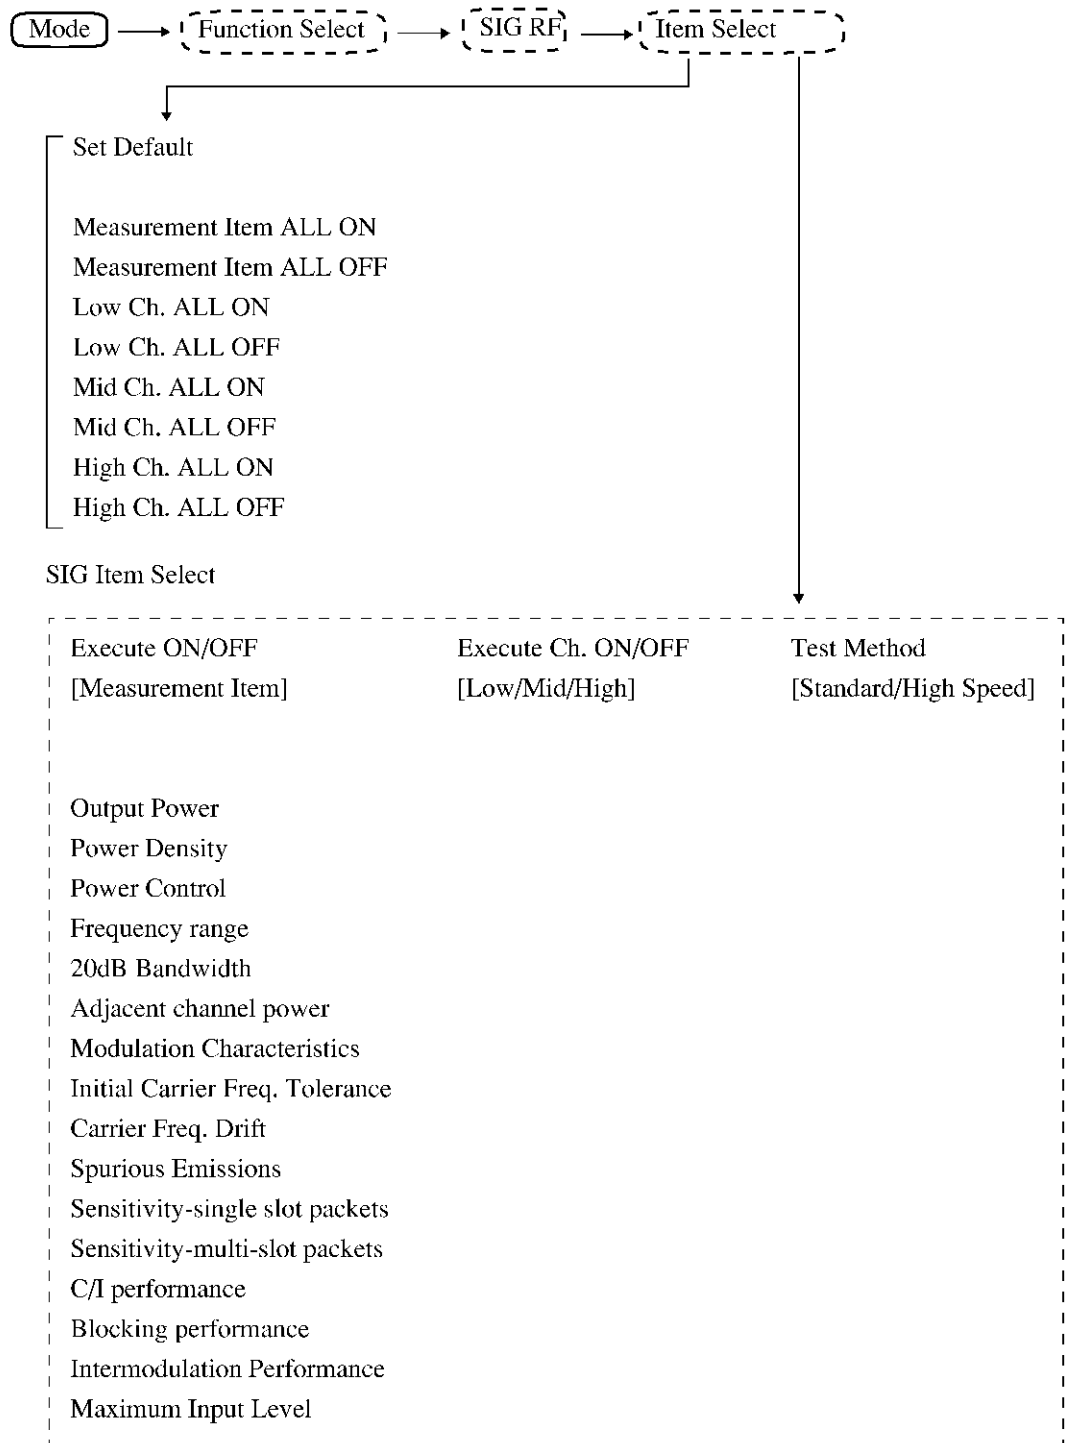 Mode Function Select SIG RF Item Select
Set Default
Measurement Item ALL ON
Measurement Item ALL OFF
Low Ch. ALL ON
Low Ch. ALL OFF
Mid Ch. ALL ON
Mid Ch. ALL OFF
High Ch. ALL ON
High Ch. ALL OFF
SIG Item Select
Execute ON/OFF Execute Ch. ON/OFF Test Method
[Measurement Item] [Low/Mid/High] [Standard/High Speed]
Output Power
Power Density
Power Control
Frequency range
20dB Bandwidth
Adjacent channel power
Modulation Characteristics
Initial Carrier Freq. Tolerance
Carrier Freq. Drift
Spurious Emissions
Sensitivity-single slot packets
Sensitivity-multi-slot packets
C/I performance
Blocking performance
Intermodulation Performance
Maximum Input Level